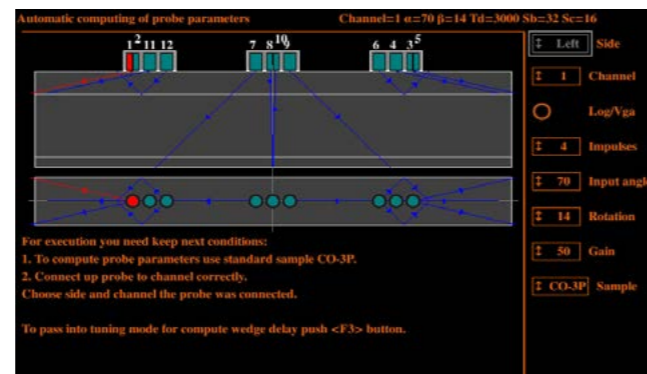 Automatic computing of probe parameters Channel=1 α=70 β=14 Td=3000 Sb=32 Sc=16
1 2 11 12 7 8 10 9 6 4 3 5
Left Side
1 Channel
Log/Vga
4 Impulses
70 Input angl
14 Rotation
50 Gain
CO-3P Sample
For execution you need keep next conditions:
1. To compute probe parameters use standard sample CO-3P.
2. Connect up probe to channel correctly.
Choose side and channel the probe was connected.
To pass into tuning mode for compute wedge delay push <F3> button.